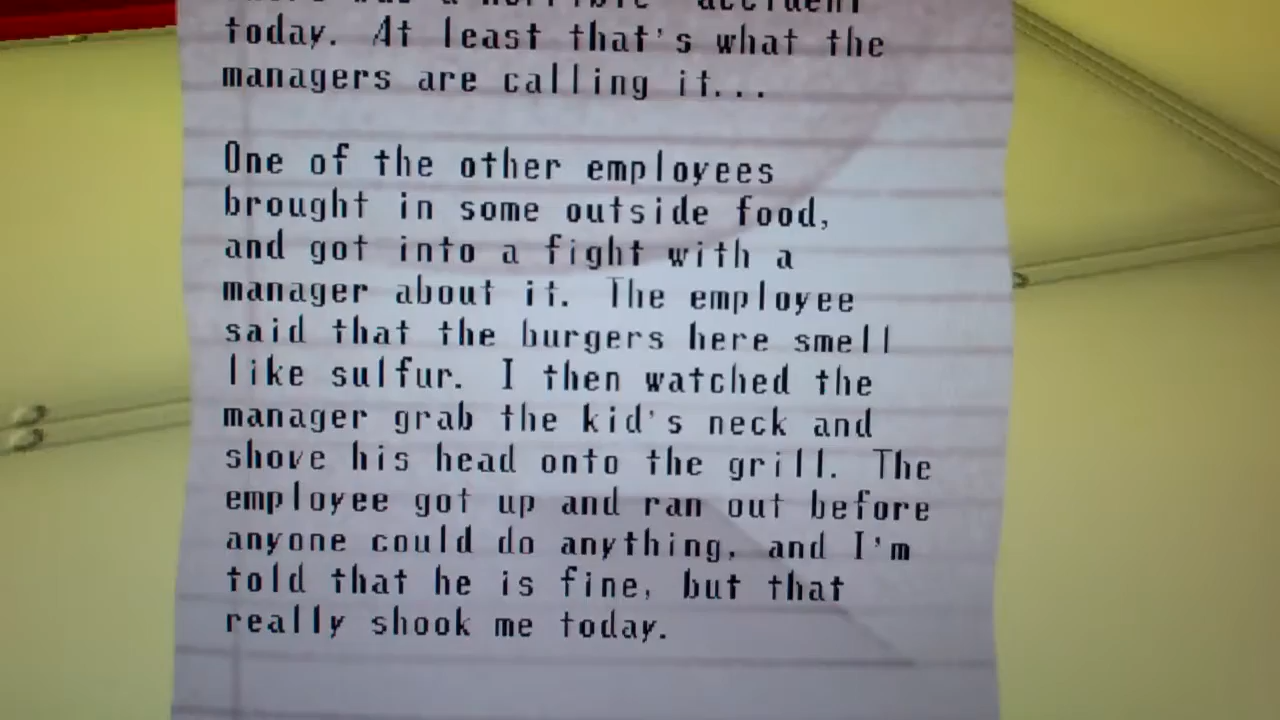 today. At least that's what the
managers are calling it...
One of the other employees
brought in some outside food,
and got into a fight with a
manager about it. The employee
said that the burgers here smell
like sulfur. I then watched the
manager grab the kid's neck and
shove his head onto the grill. The
employee got up and ran out before
anyone could do anything, and I'm
told that he is fine, but that
really shook me today.